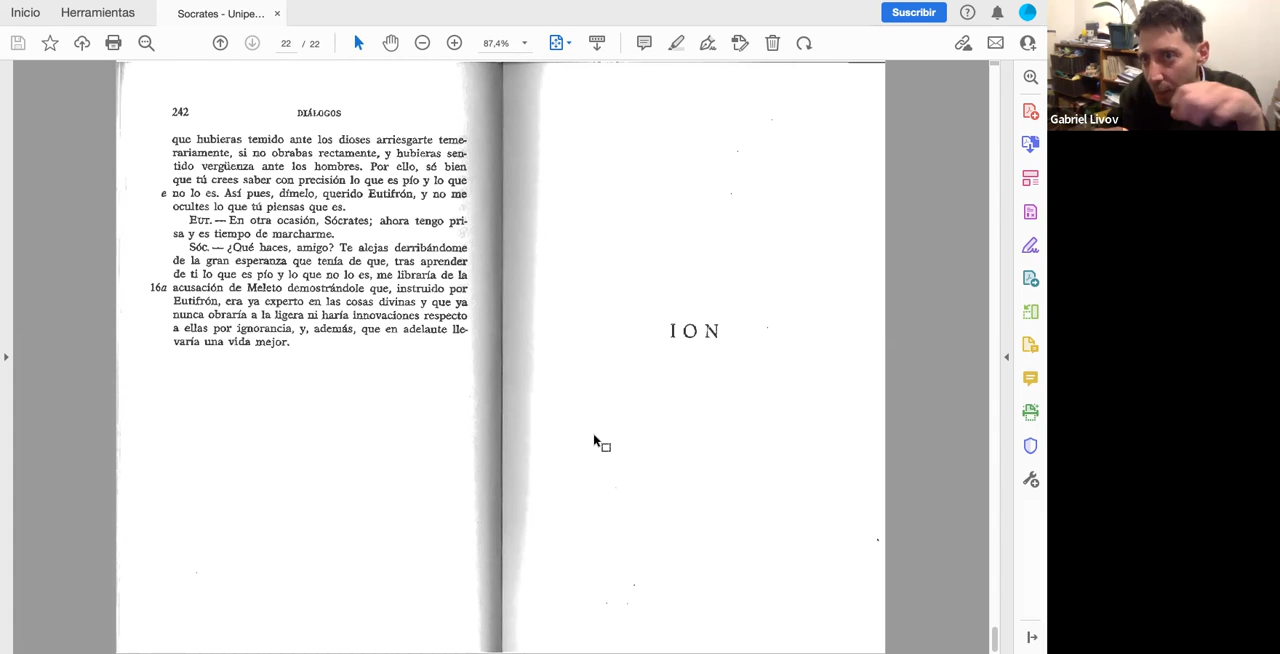 Inicio Herramientas Socrates - Unipe... × Suscribir
22 / 22 87,4%
Gabriel Livov
242 DIÁLOGOS
que hubieras temido ante los dioses arriesgarte teme-
rariamente, si no obrabas rectamente, y hubieras sen-
tido vergüenza ante los hombres. Por ello, sé bien
que tú crees saber con precisión lo que es pío y lo que
e no lo es. Así pues, dímelo, querido Eutifrón, y no me
ocultes lo que tú piensas que es.
EUT. — En otra ocasión, Sócrates; ahora tengo pri-
sa y es tiempo de marcharme.
SÓC. — ¿Qué haces, amigo? Te alejas derribándome
de la gran esperanza que tenía de que, tras aprender
de ti lo que es pío y lo que no lo es, me libraría de la
16a acusación de Meleto demostrándole que, instruido por
Eutifrón, era ya experto en las cosas divinas y que ya
nunca obraría a la ligera ni haría innovaciones respecto
a ellas por ignorancia, y, además, que en adelante lle-
varía una vida mejor.
ION